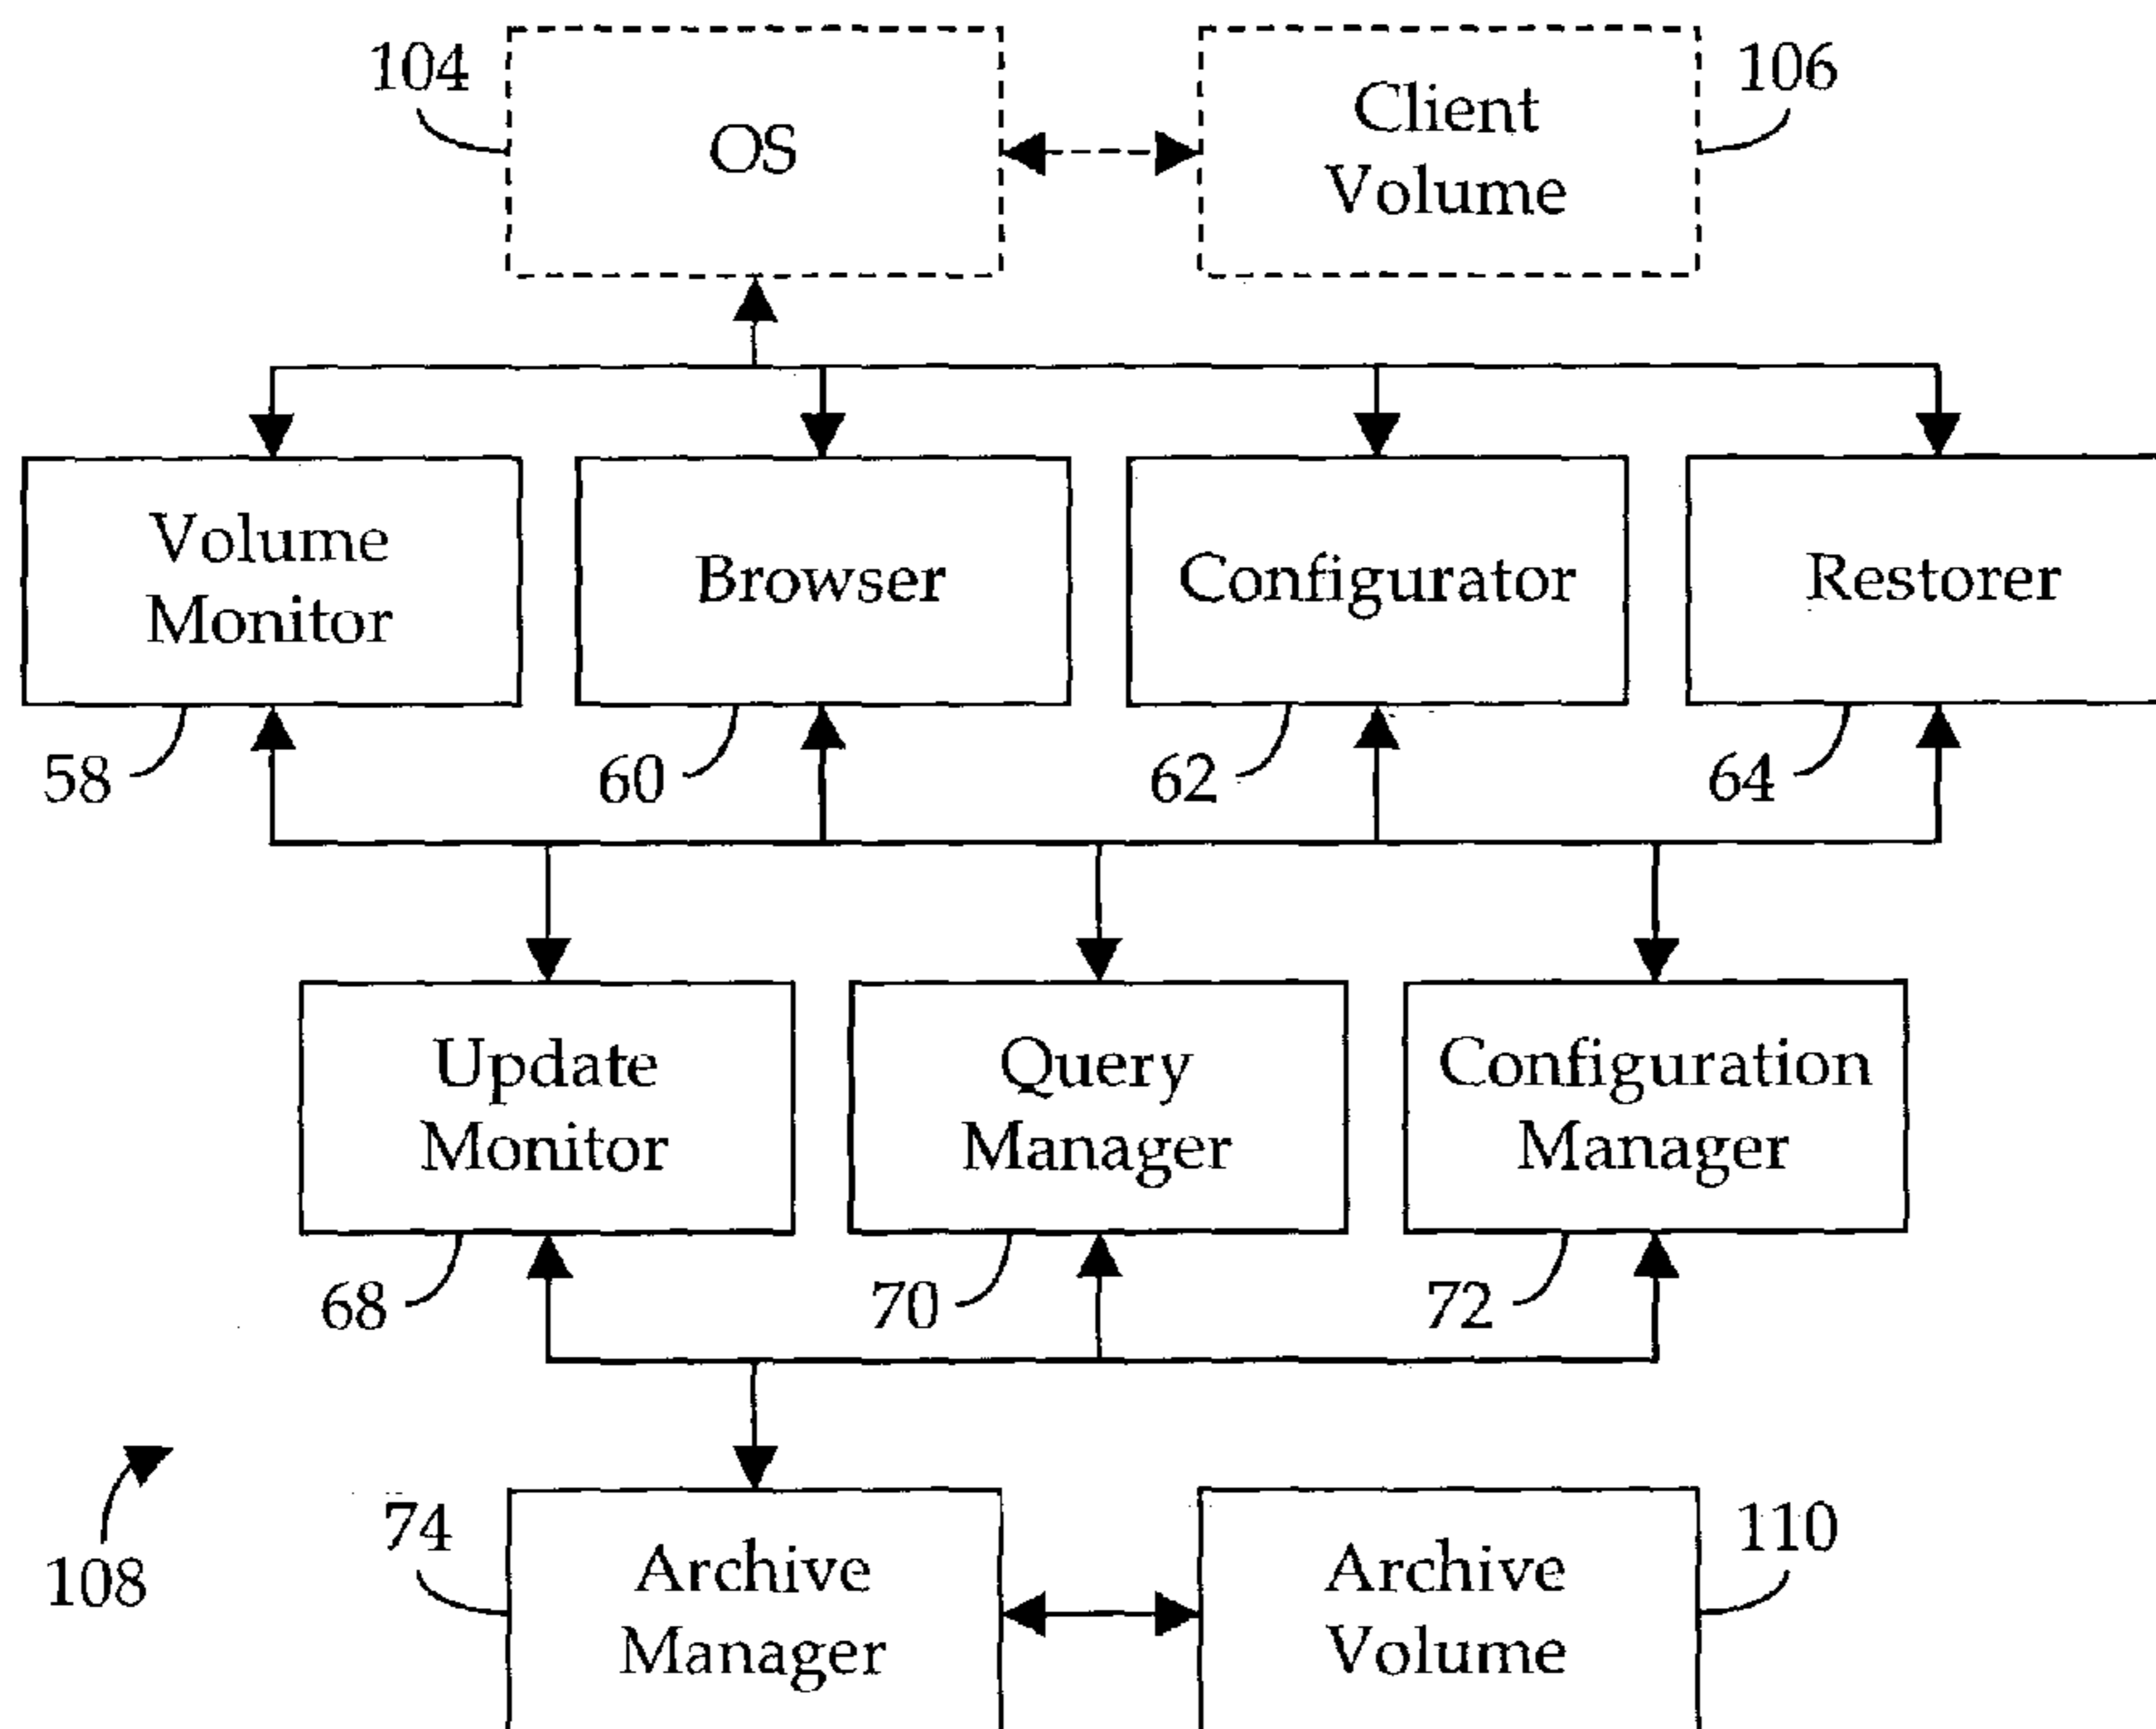 104
OS
Client
Volume
106
Volume
Monitor
Browser
Configurator
Restorer
58
60
62
64
Update
Monitor
Query
Manager
Configuration
Manager
68
70
72
108
74
Archive
Manager
Archive
Volume
110